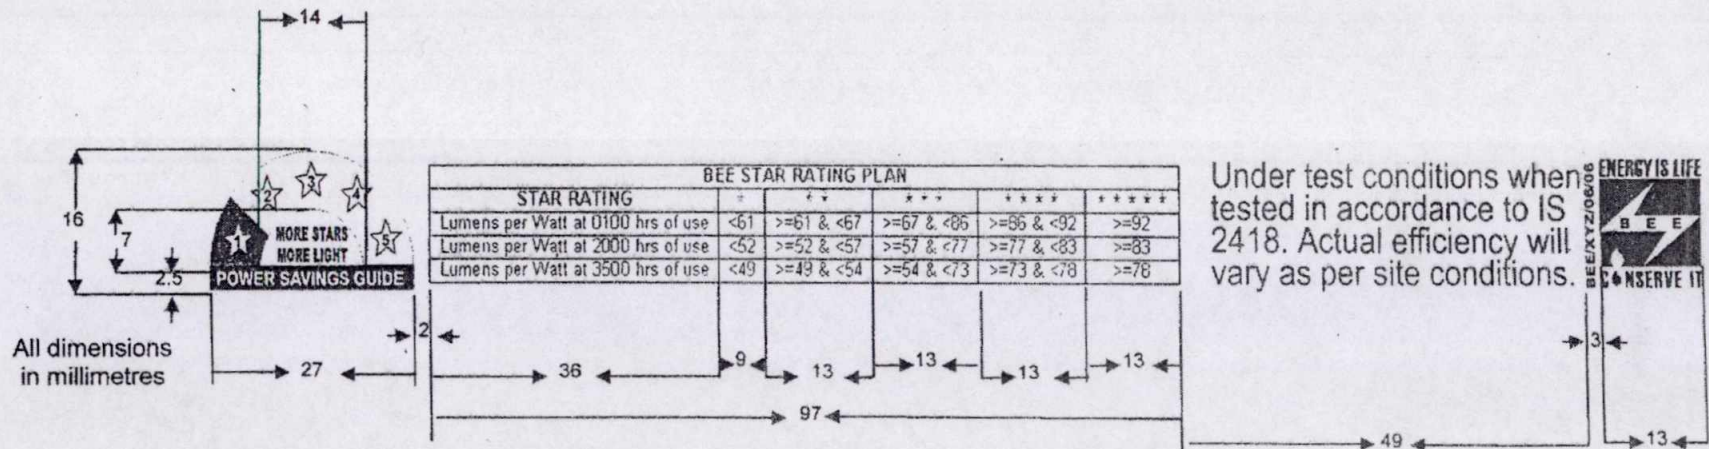 14
16
7
2.5
2
3
4
1
5
MORE STARS
MORE LIGHT
POWER SAVINGS GUIDE
All dimensions
in millimetres
27
2
BEE STAR RATING PLAN
STAR RATING * ** *** **** *****
Lumens per Watt at 0100 hrs of use <61 >=61 & <67 >=67 & <86 >=86 & <92 >=92
Lumens per Watt at 2000 hrs of use <52 >=52 & <57 >=57 & <77 >=77 & <83 >=83
Lumens per Watt at 3500 hrs of use <49 >=49 & <54 >=54 & <73 >=73 & <78 >=78
36 9 13 13 13 13
97
Under test conditions when
tested in accordance to IS
2418. Actual efficiency will
vary as per site conditions.
BEE/XYZ/06/06
ENERGY IS LIFE
BEE
CONSERVE IT
3
49
13